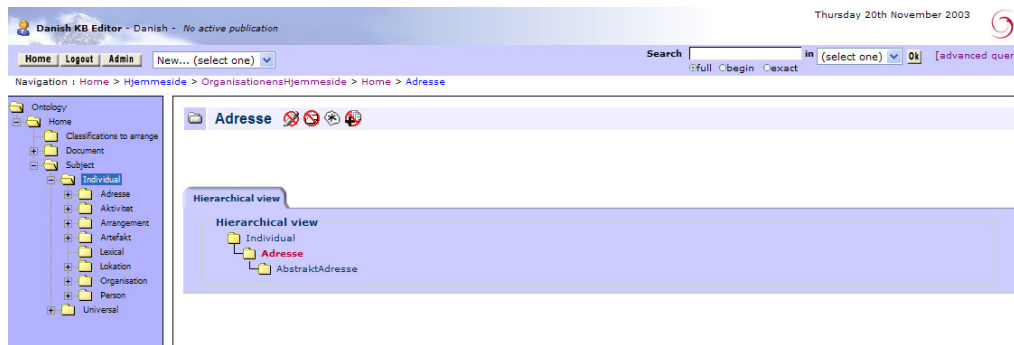 Thursday 20th November 2003
Danish KB Editor - Danish - No active publication
Home Logout Admin New... (select one) Search in (select one) Ok [advanced quer
full begin exact
Navigation : Home > Hjemmeside > OrganisationensHjemmeside > Home > Adresse
Ontology
Home
Classifications to arrange
Document
Subject
Individual
Adresse
Aktivitet
Arrangement
Artefakt
Lexical
Lokation
Organisation
Person
Universal
Adresse
Hierarchical view
Hierarchical view
Individual
Adresse
AbstraktAdresse